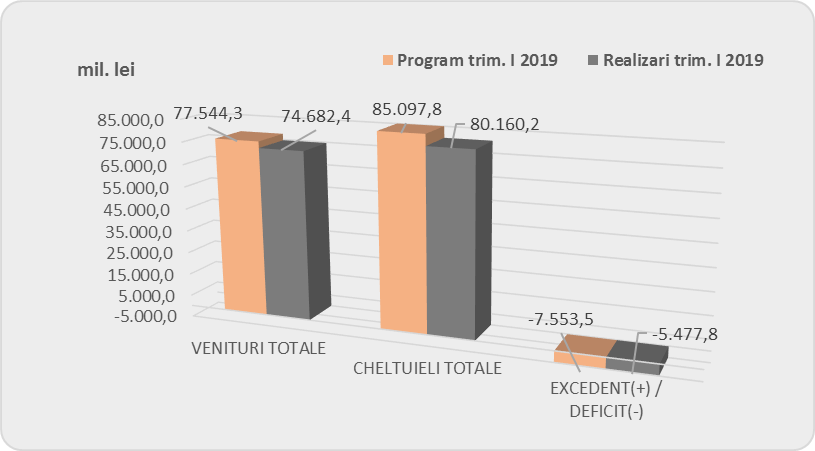 mil. lei
Program trim. I 2019
Realizari trim. I 2019
77.544,3
74.682,4
85.097,8
80.160,2
-7.553,5
-5.477,8
85.000,0
75.000,0
65.000,0
55.000,0
45.000,0
35.000,0
25.000,0
15.000,0
5.000,0
-5.000,0
VENITURI TOTALE
CHELTUIELI TOTALE
EXCEDENT(+) /
DEFICIT(-)